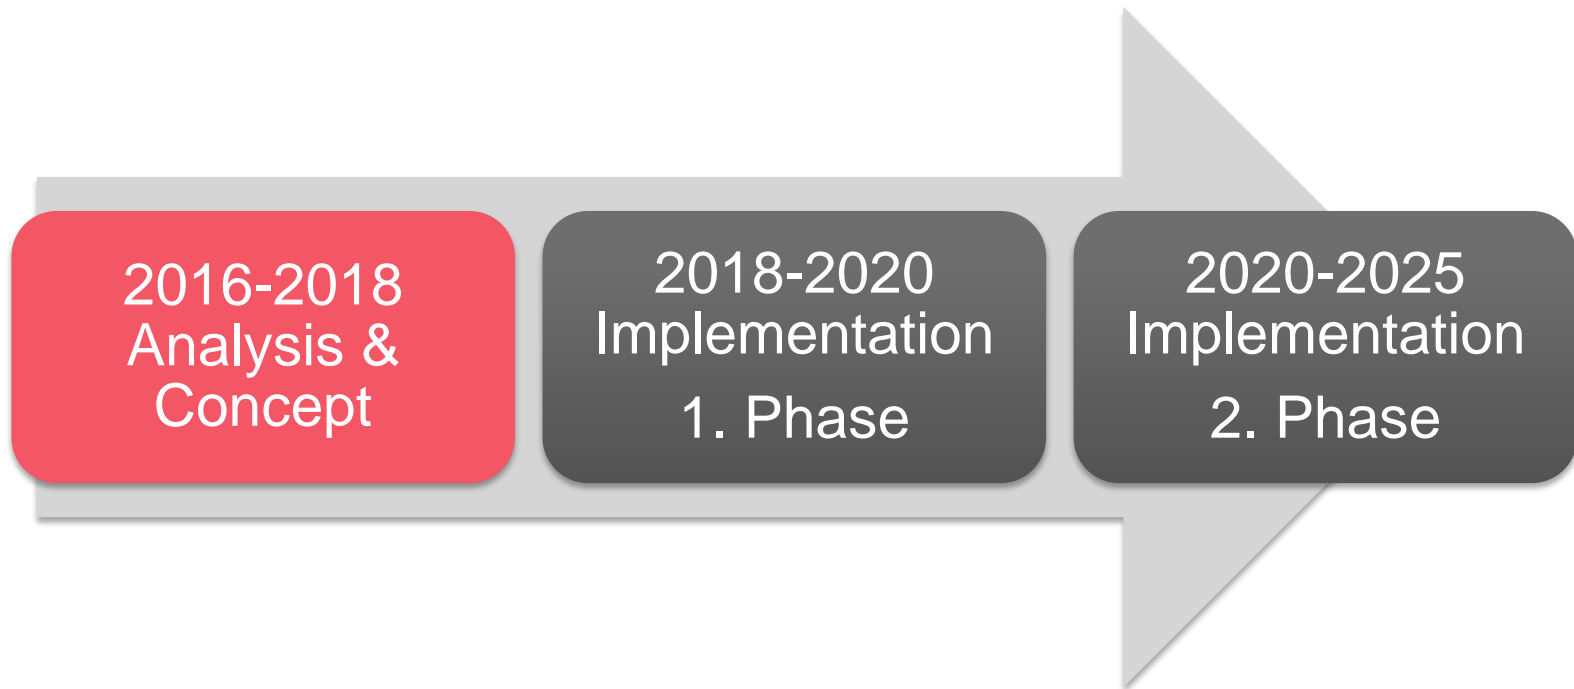 2016-2018
Analysis &
Concept
2018-2020
Implementation
1. Phase
2020-2025
Implementation
2. Phase